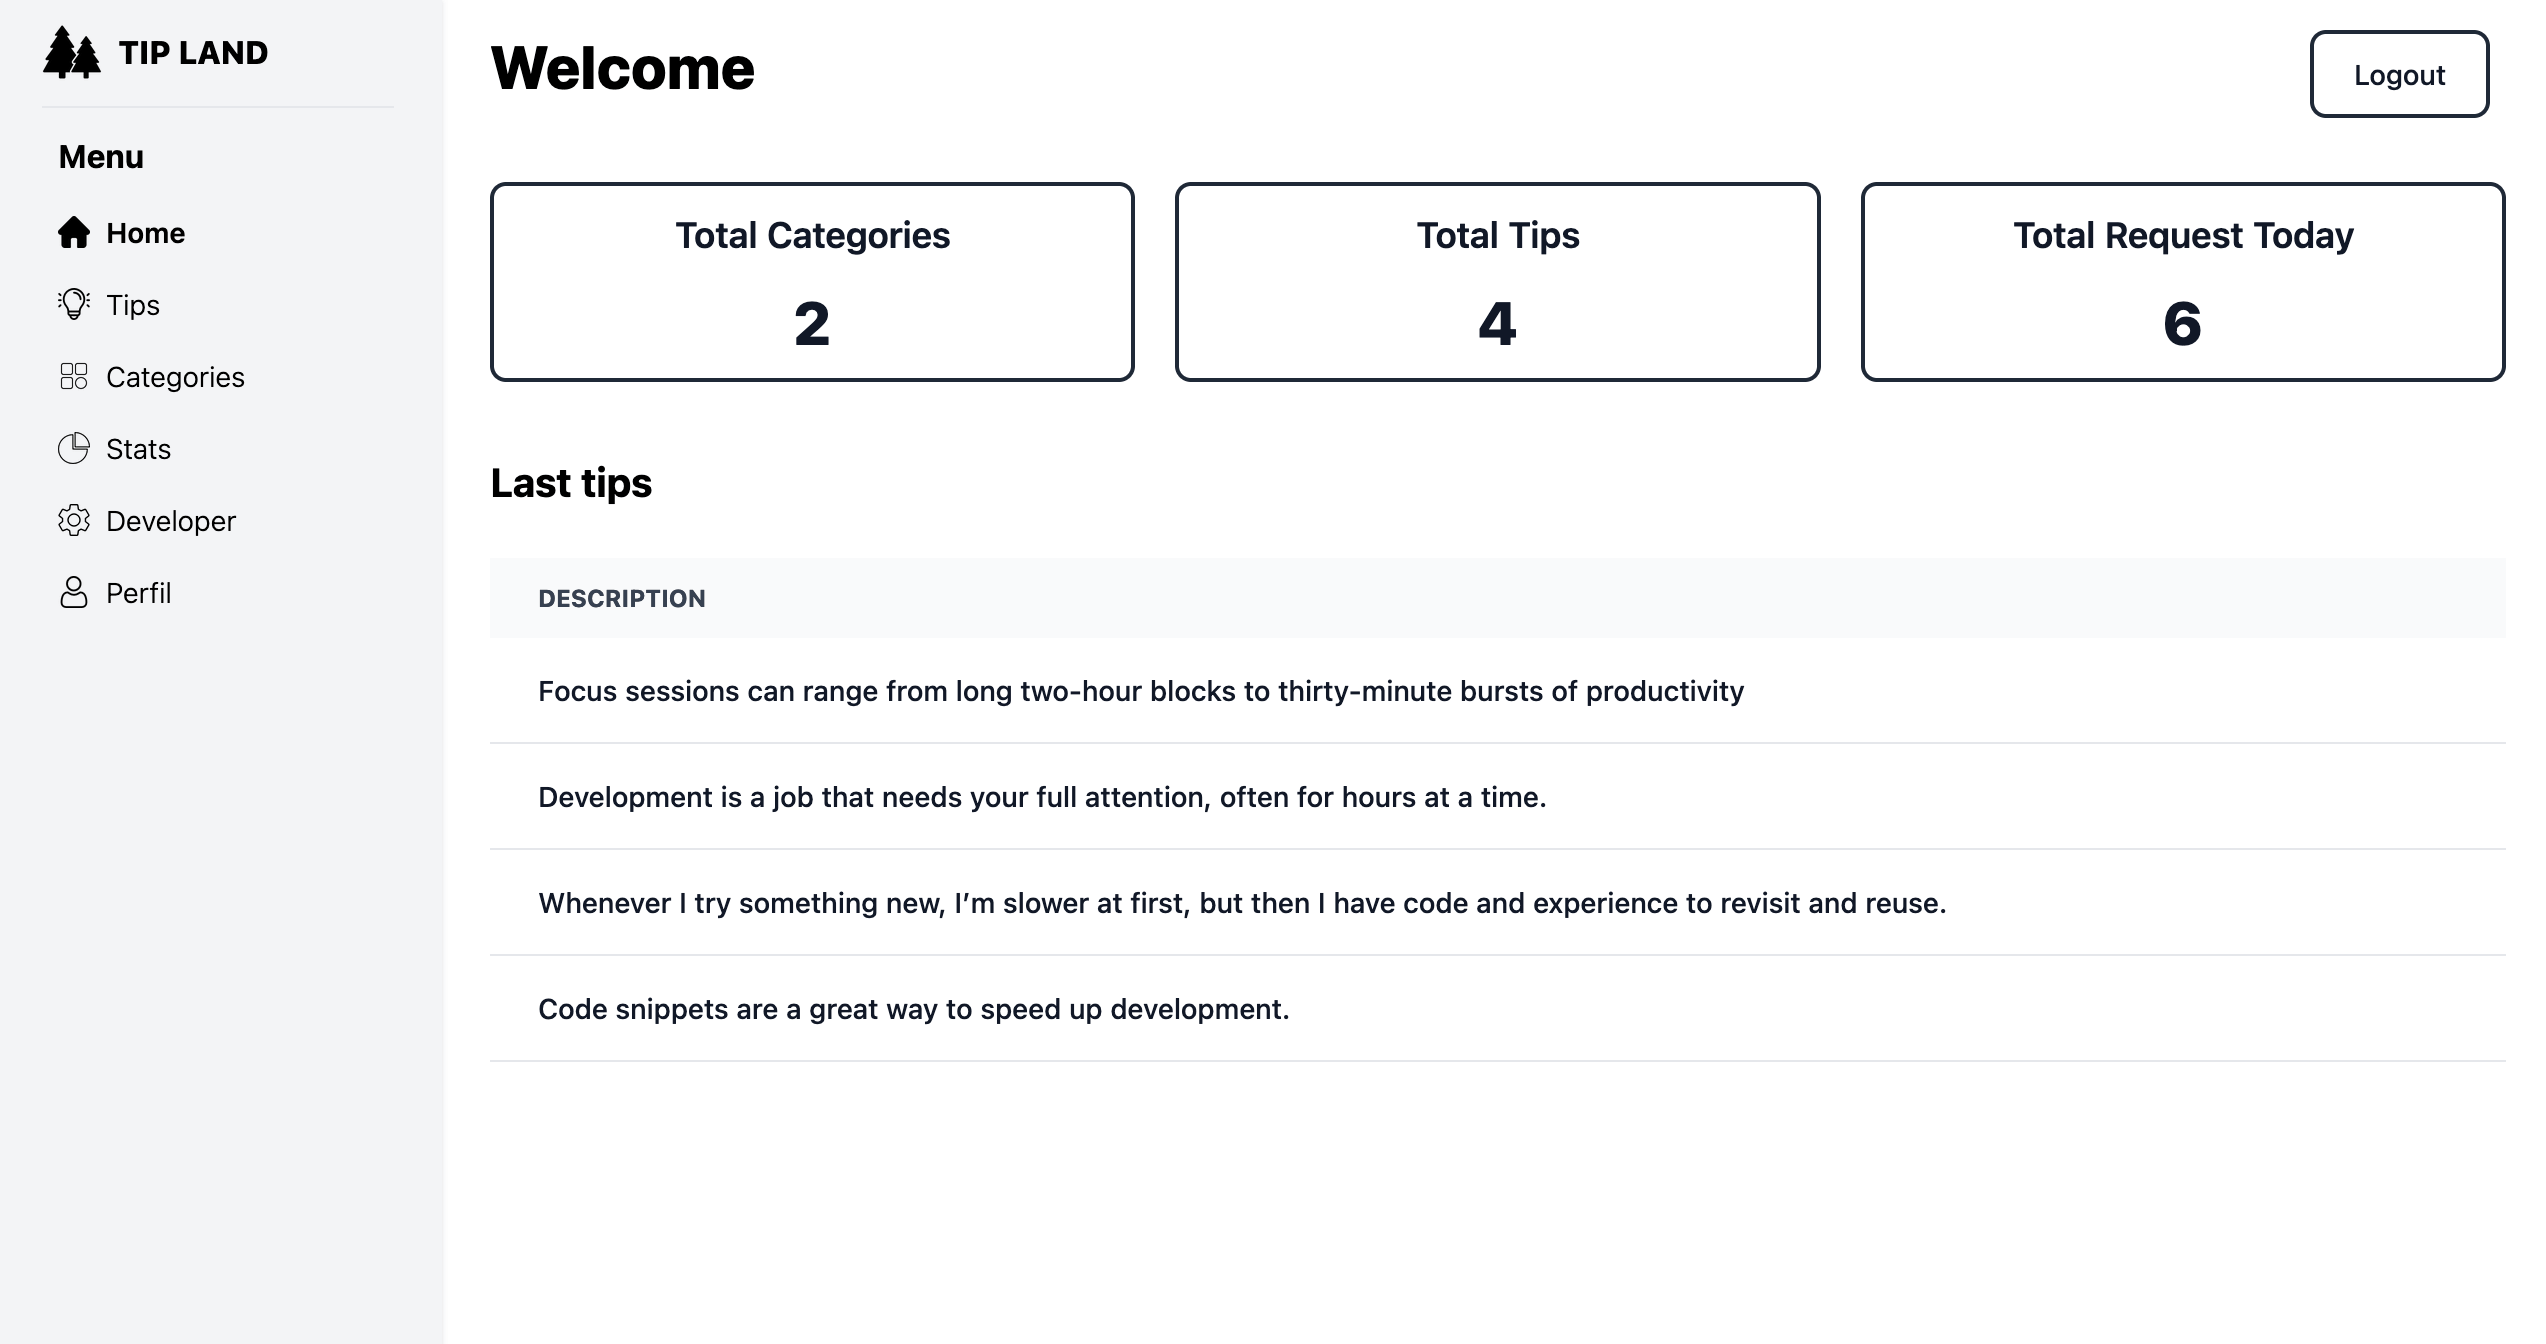 TIP LAND
Menu
Home
Tips
Categories
Stats
Developer
Perfil
Welcome
Logout
Total Categories
2
Total Tips
4
Total Request Today
6
Last tips
DESCRIPTION
Focus sessions can range from long two-hour blocks to thirty-minute bursts of productivity
Development is a job that needs your full attention, often for hours at a time.
Whenever I try something new, I’m slower at first, but then I have code and experience to revisit and reuse.
Code snippets are a great way to speed up development.